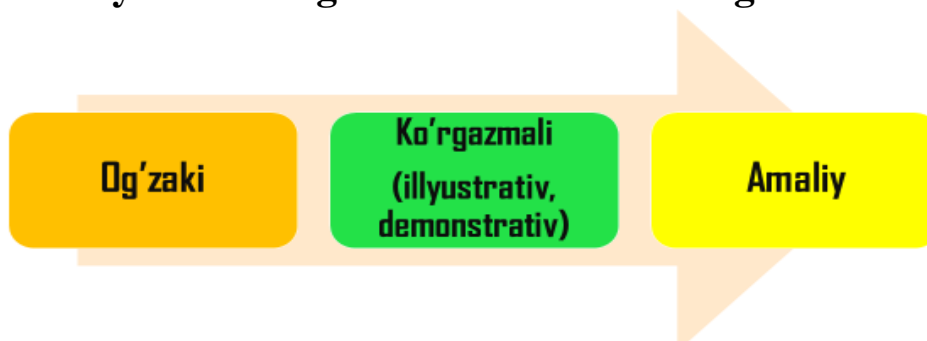 Og'zaki
Ko'rgazmali
(illyustrativ,
demonstrativ)
Amaliy